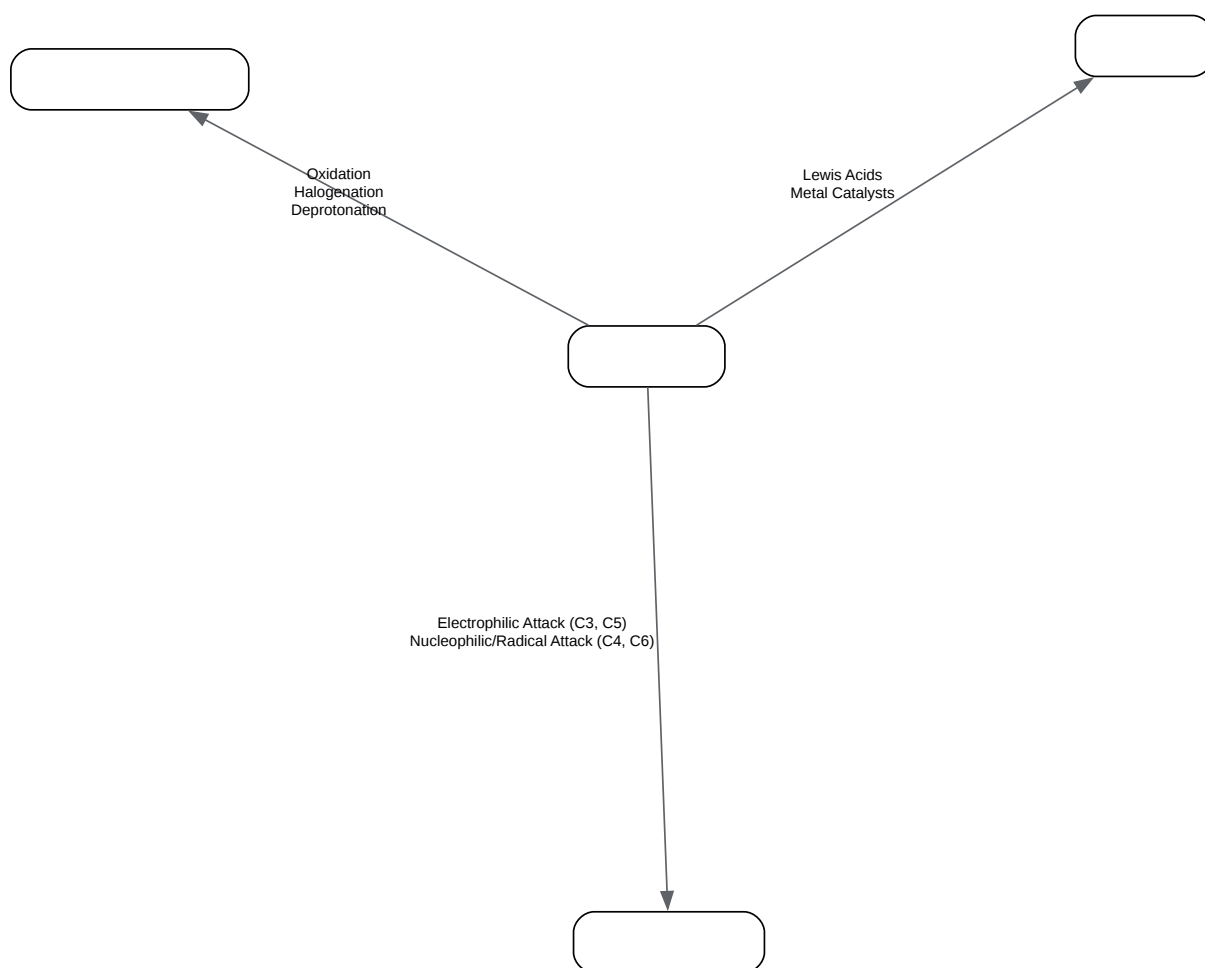 Oxidation
Halogenation
Deprotonation
Lewis Acids
Metal Catalysts
Electrophilic Attack (C3, C5)
Nucleophilic/Radical Attack (C4, C6)